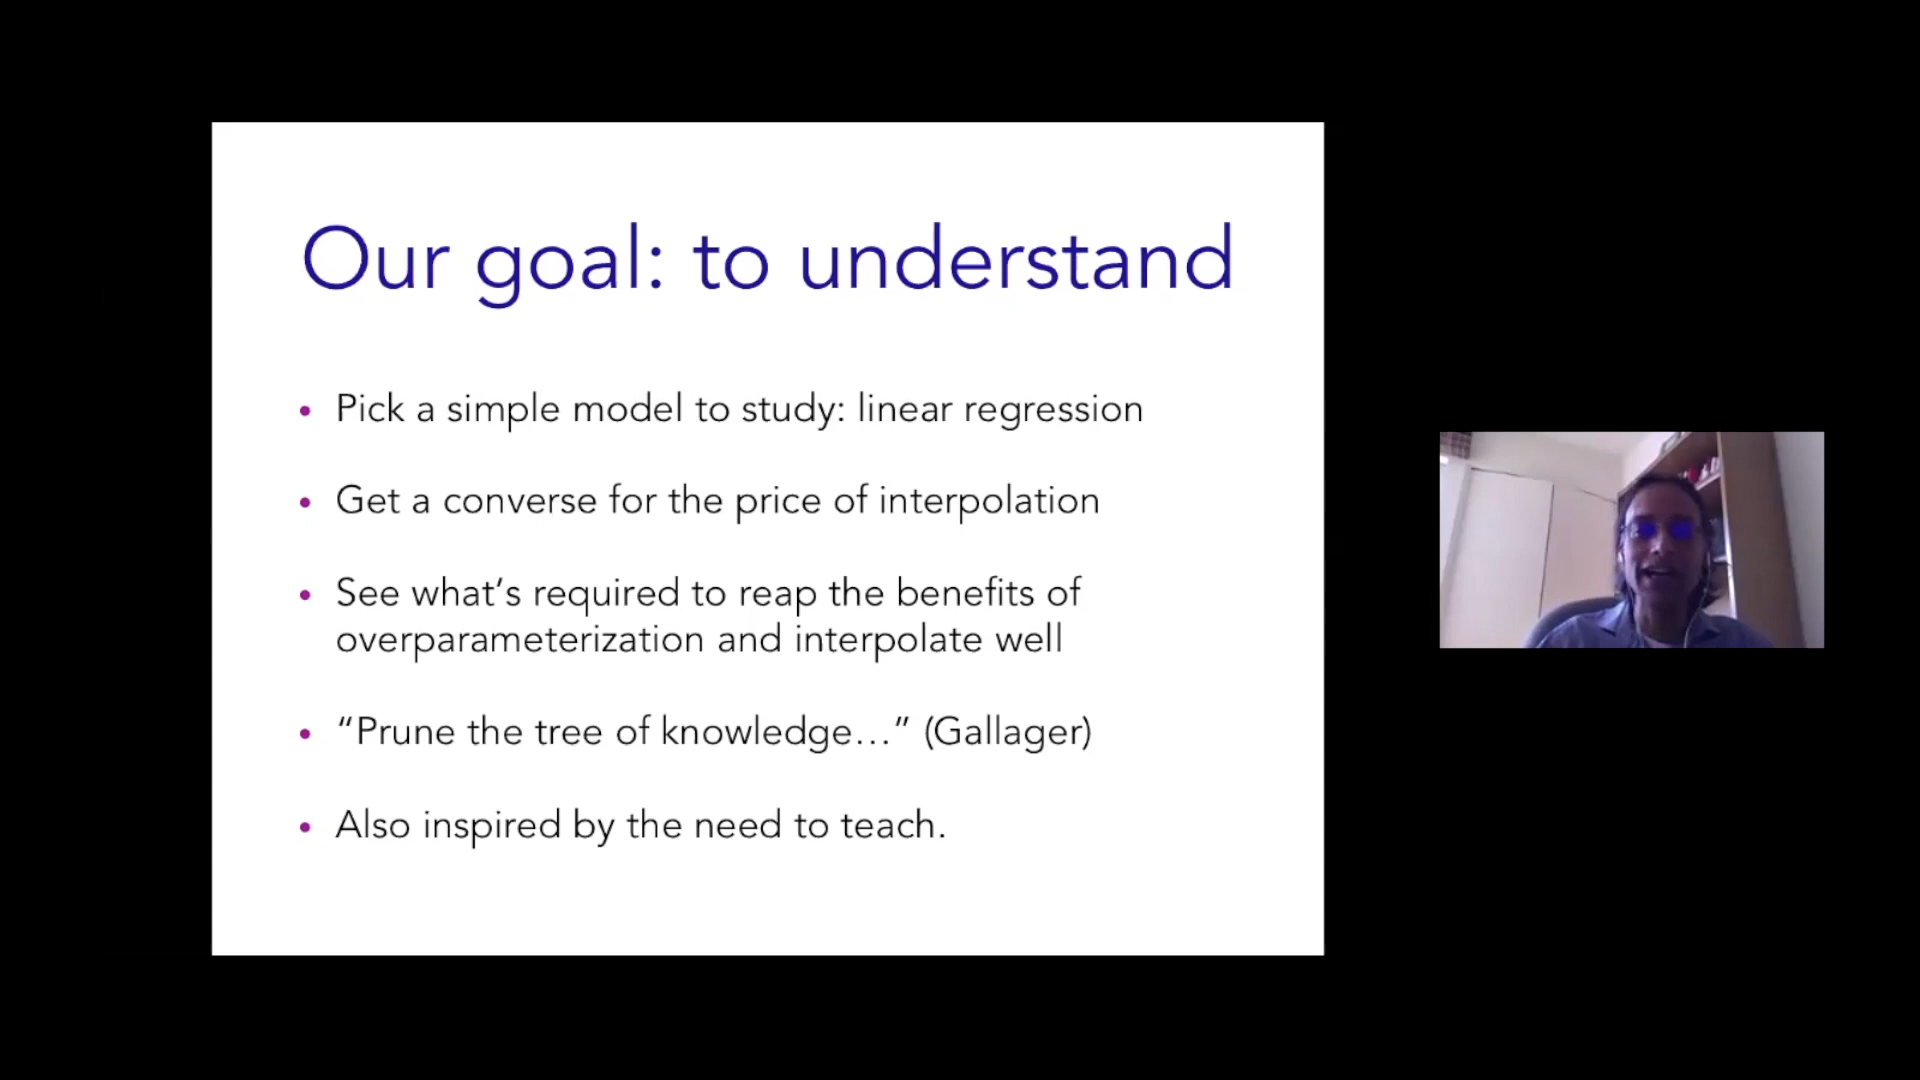 Our goal: to understand
• Pick a simple model to study: linear regression
• Get a converse for the price of interpolation
• See what’s required to reap the benefits of
overparameterization and interpolate well
• “Prune the tree of knowledge…” (Gallager)
• Also inspired by the need to teach.